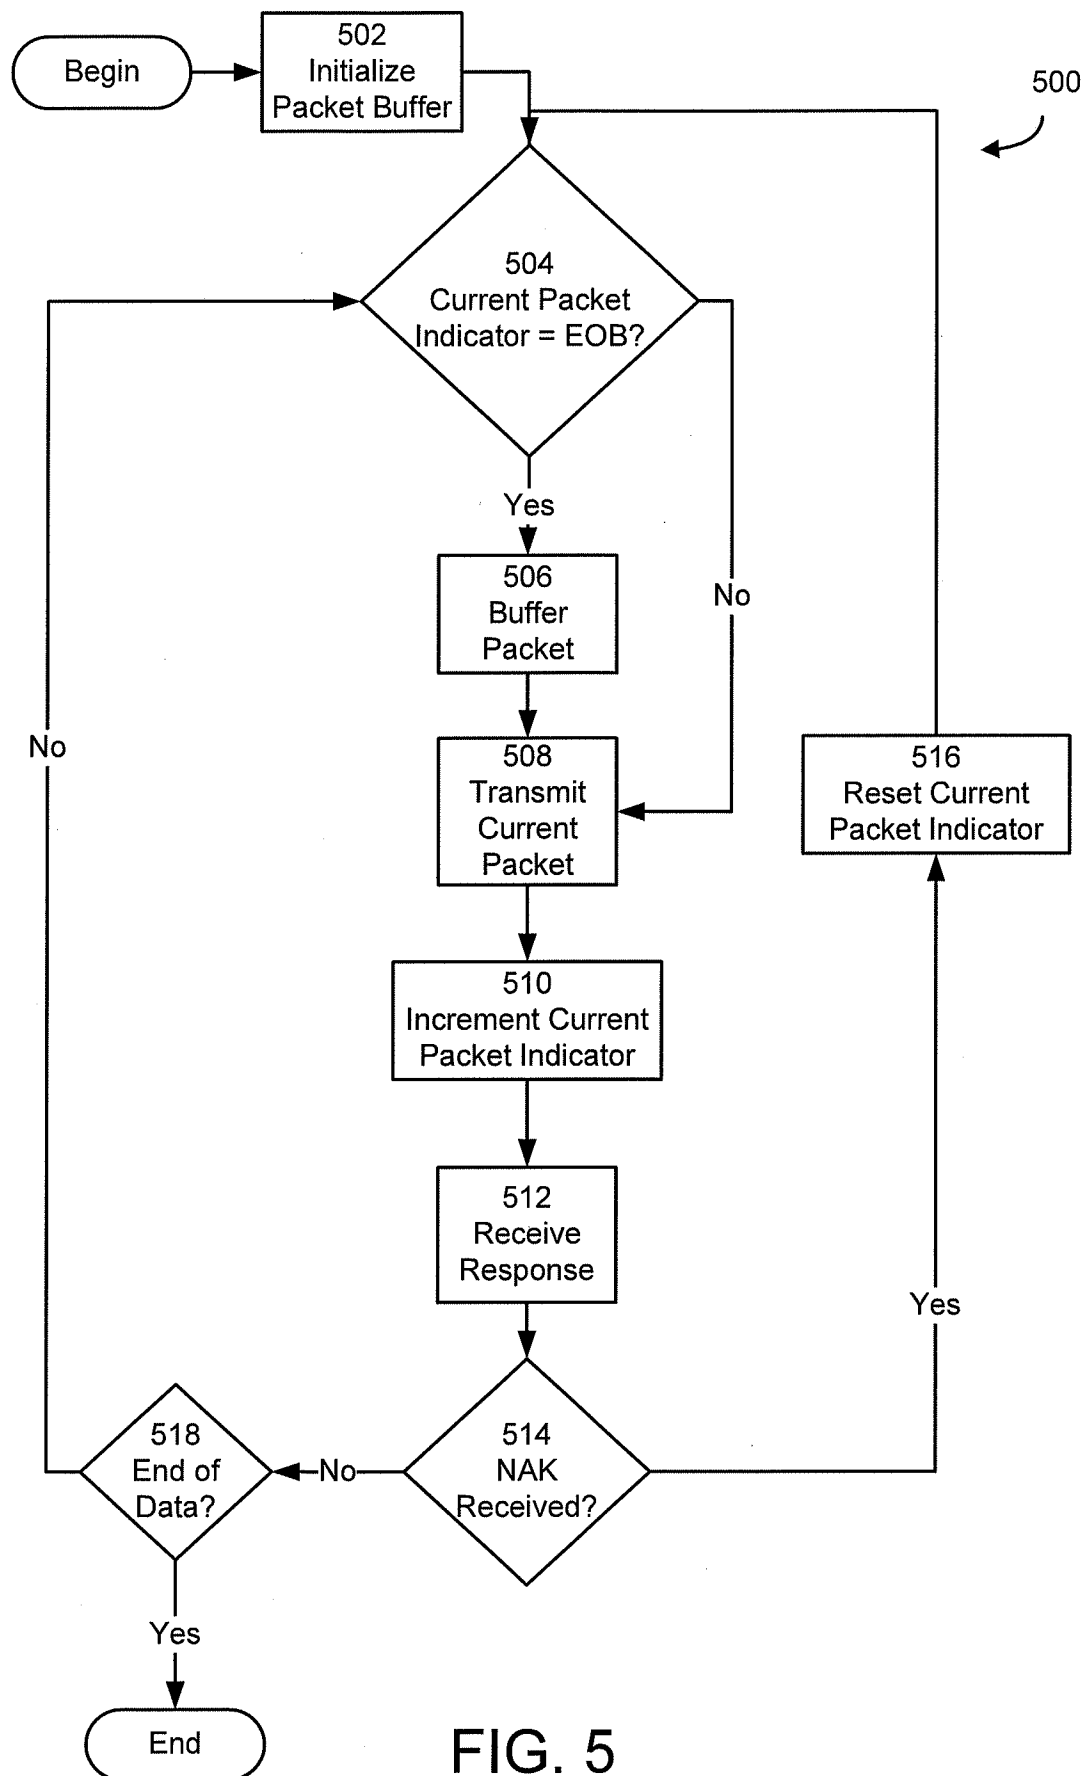 Begin
502
Initialize
Packet Buffer
500
504
Current Packet
Indicator = EOB?
Yes
506
Buffer
Packet
No
508
Transmit
Current
Packet
No
516
Reset Current
Packet Indicator
510
Increment Current
Packet Indicator
512
Receive
Response
Yes
514
NAK
Received?
No
518
End of
Data?
Yes
End
FIG. 5